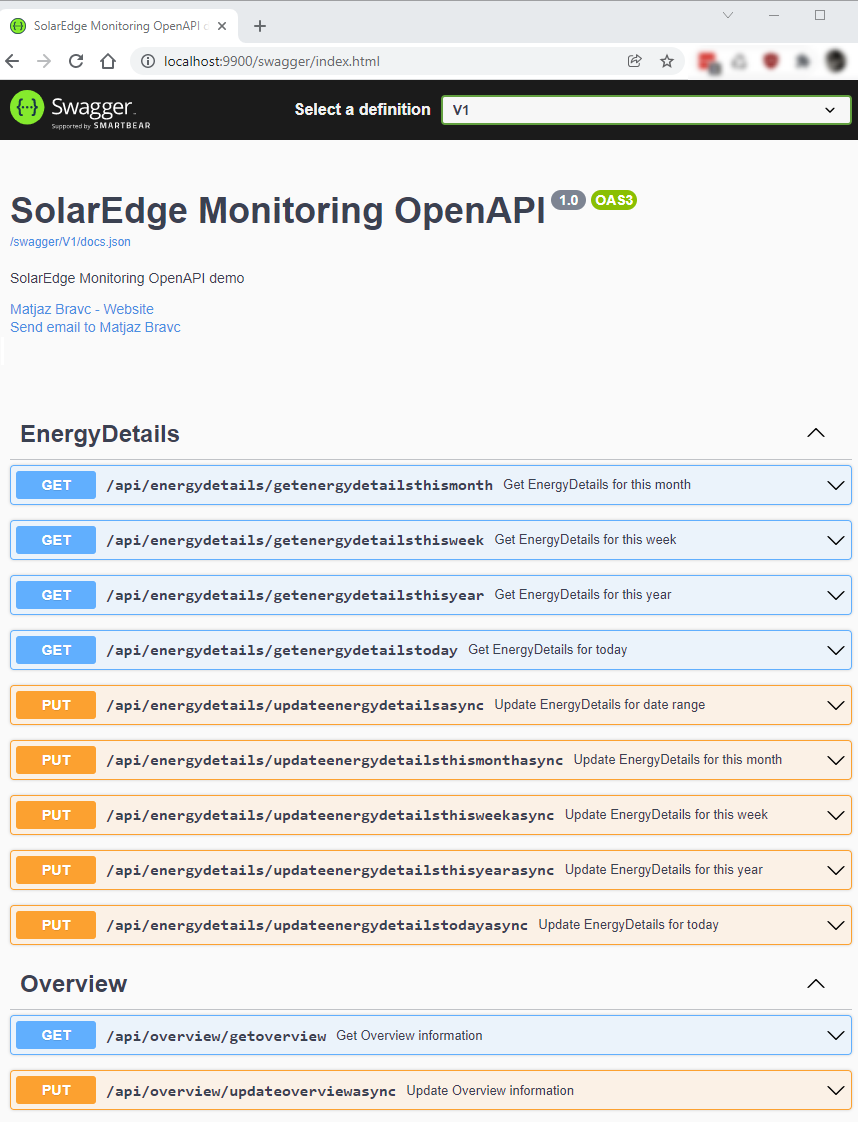 SolarEdge Monitoring OpenAPI d
localhost:9900/swagger/index.html
Swagger
Supported by SMARTBEAR
Select a definition V1
SolarEdge Monitoring OpenAPI 1.0 OAS3
/swagger/V1/docs.json
SolarEdge Monitoring OpenAPI demo
Matjaz Bravc - Website
Send email to Matjaz Bravc
EnergyDetails
GET /api/energydetails/getenergydetailsthismonth Get EnergyDetails for this month
GET /api/energydetails/getenergydetailsthisweek Get EnergyDetails for this week
GET /api/energydetails/getenergydetailsthisyear Get EnergyDetails for this year
GET /api/energydetails/getenergydetailstoday Get EnergyDetails for today
PUT /api/energydetails/updateenergydetailsasync Update EnergyDetails for date range
PUT /api/energydetails/updateenergydetailsthismonthasync Update EnergyDetails for this month
PUT /api/energydetails/updateenergydetailsthisweekasync Update EnergyDetails for this week
PUT /api/energydetails/updateenergydetailsthisyearasync Update EnergyDetails for this year
PUT /api/energydetails/updateenergydetailstodayasync Update EnergyDetails for today
Overview
GET /api/overview/getoverview Get Overview information
PUT /api/overview/updateoverviewasync Update Overview information